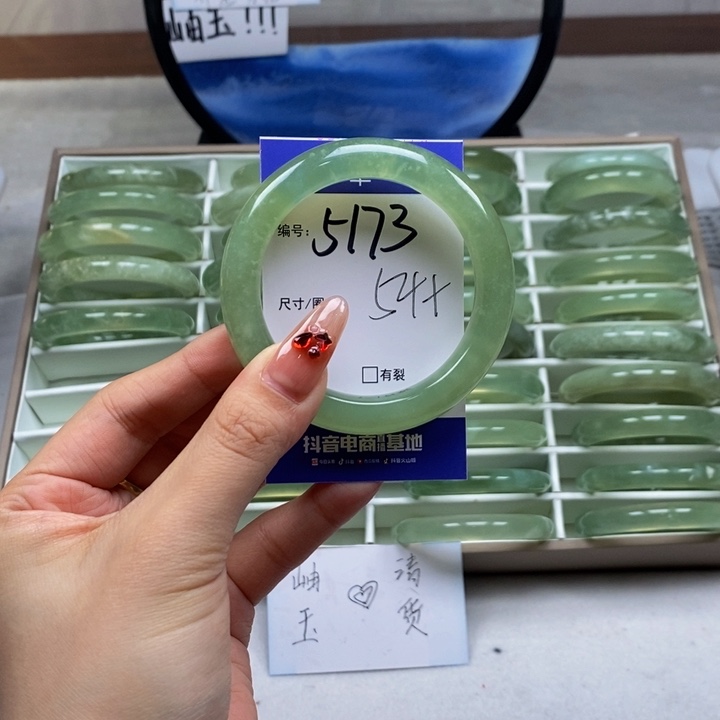 岫玉!!!
编号: 5173
尺寸/圈 54+
□有裂
抖音电商 基地
岫玉 ♡ 清货